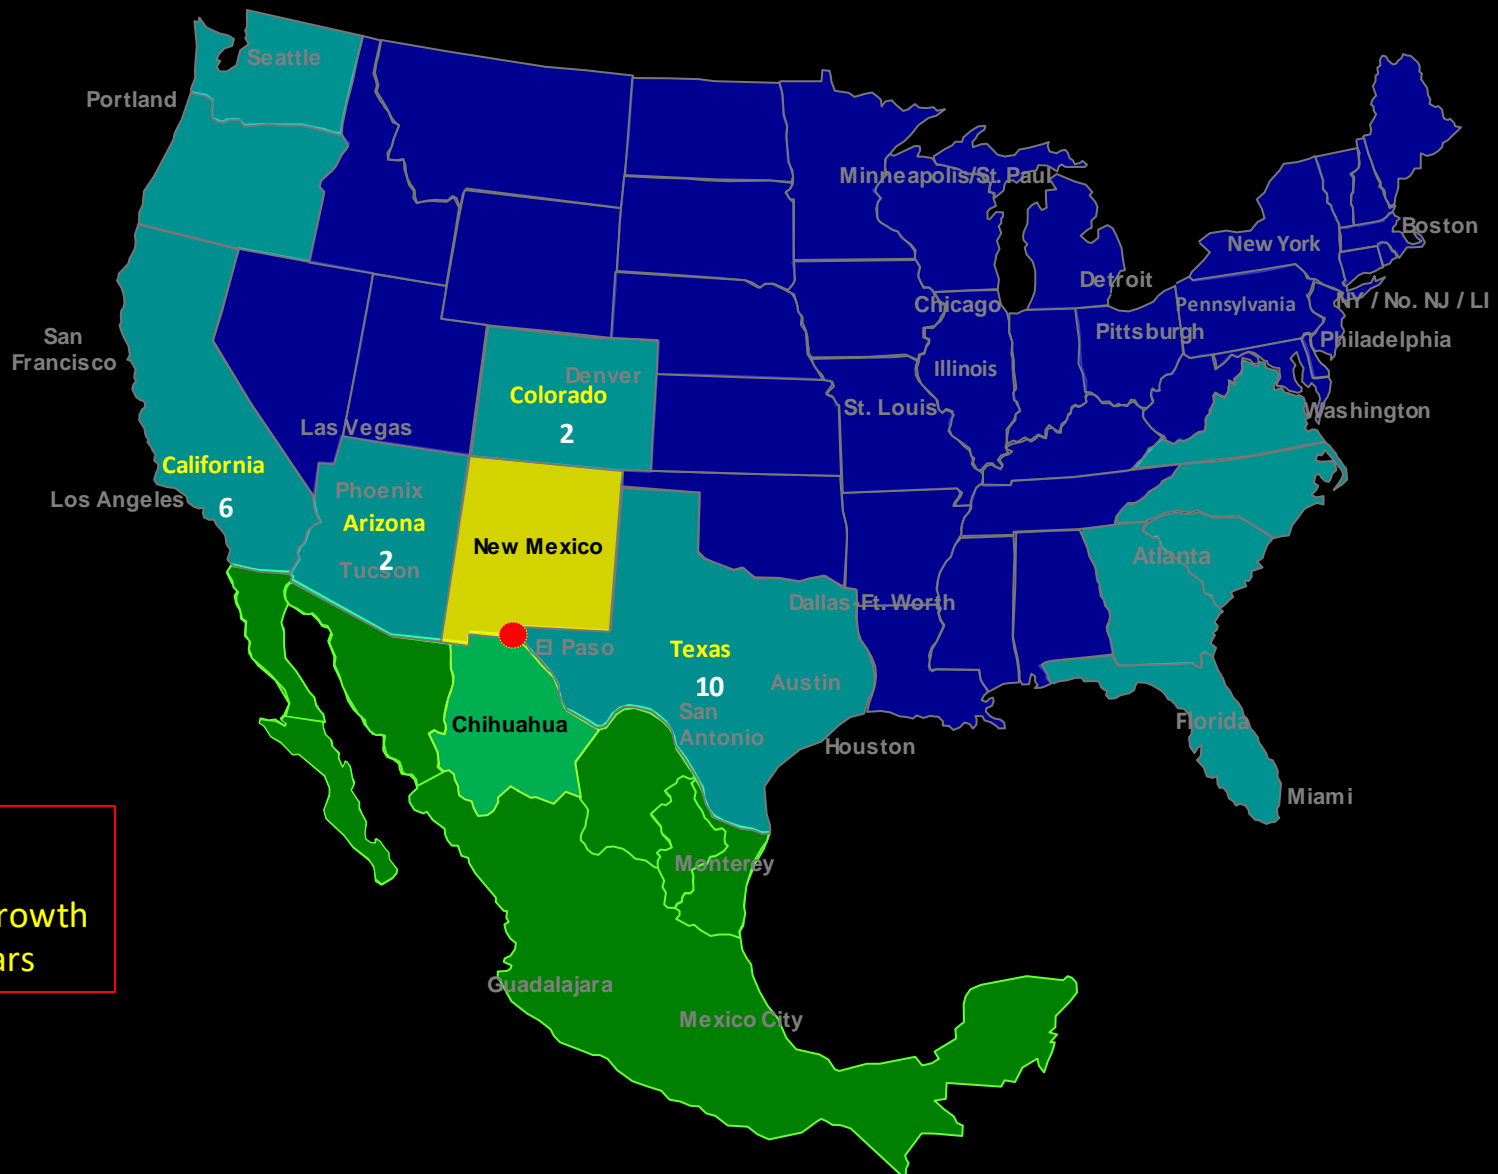 Seattle
Portland
Minneapolis/St. Paul
Boston
New York
Detroit
NY / No. NJ / LI
Chicago
Pennsylvania
Pittsburgh
Philadelphia
San
Francisco
Illinois
Denver
Colorado
2
St. Louis
Washington
Las Vegas
California
6
Los Angeles
Phoenix
Arizona
2
Tucson
New Mexico
Atlanta
Dallas-Ft. Worth
El Paso
Texas
10
Austin
San
Antonio
Houston
Chihuahua
Florida
Miami
Monterey
Guadalajara
Mexico City